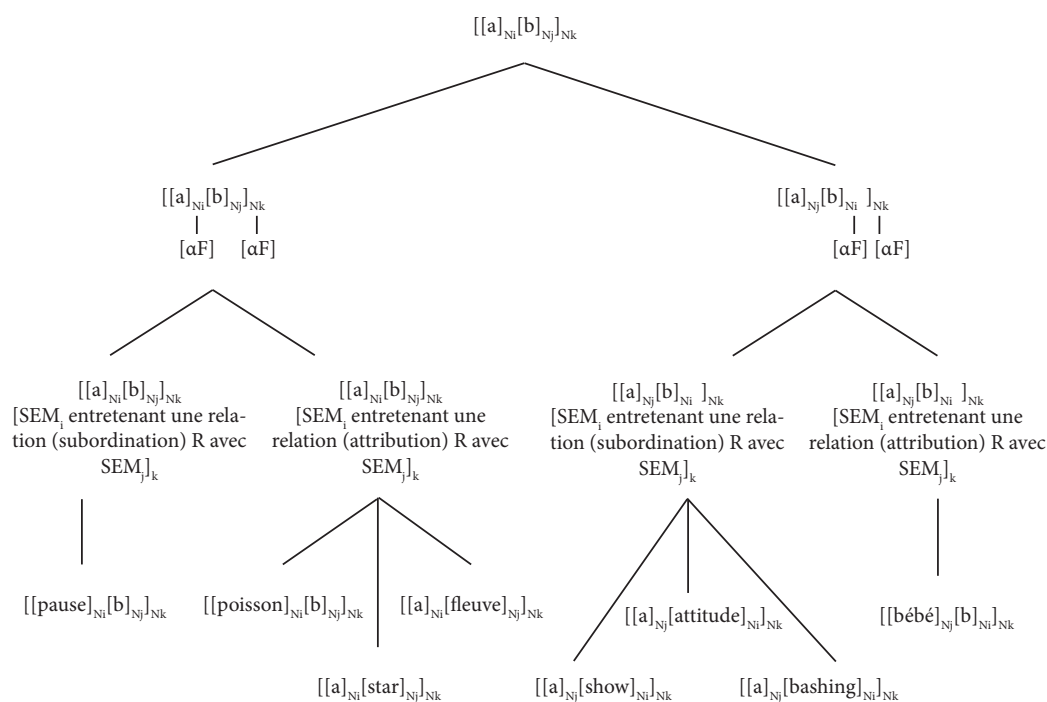 [[a]Ni[b]Nj]Nk
[[a]Ni[b]Nj]Nk
[αF] [αF]
[[a]Nj[b]Ni ]Nk
[αF] [αF]
[[a]Ni[b]Nj]Nk
[SEMi entretenant une rela-
tion (subordination) R avec
SEMj]k
[[a]Ni[b]Nj]Nk
[SEMi entretenant une
relation (attribution) R avec
SEMj]k
[[a]Nj[b]Ni ]Nk
[SEMi entretenant une rela-
tion (subordination) R avec
SEMj]k
[[a]Nj[b]Ni ]Nk
[SEMi entretenant une
relation (attribution) R avec
SEMj]k
[[pause]Ni[b]Nj]Nk
[[poisson]Ni[b]Nj]Nk
[[a]Ni[fleuve]Nj]Nk
[[a]Nj[attitude]Ni]Nk
[[bébé]Nj[b]Ni]Nk
[[a]Ni[star]Nj]Nk
[[a]Nj[show]Ni]Nk
[[a]Nj[bashing]Ni]Nk